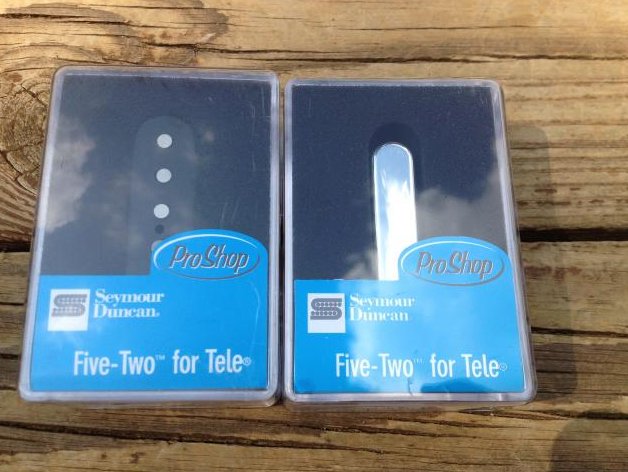 ProShop
Seymour
Duncan®
Five-Two™ for Tele®
ProShop
Seymour
Duncan
Five-Two™ for Tele®